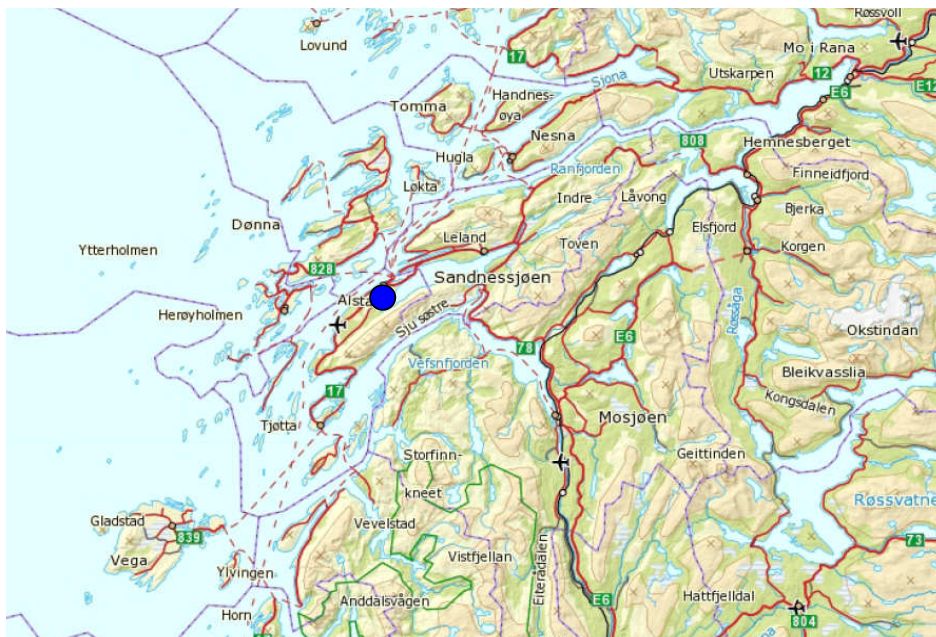 Røssvoll
Lovund
Mo i Rana
17
Utskarpen
12
Sjona
E6
E12
Handnes-
øya
Tomma
Nesna
808
Hemnesberget
Hugla
Ranfjorden
Finneidfjord
Løkta
Indre
Låvong
Bjerka
Dønna
Elsfjord
Leland
Toven
Korgen
Ytterholmen
828
Sandnessjøen
Herøyholmen
Sju søstre
Røssåga
Okstindan
E6
78
Vefsnfjorden
Bleikvasslia
17
Kongsdalen
Mosjøen
Tjøtta
Geittinden
Storfinn-
kneet
Røssvatne
Gladstad
Vevelstad
839
73
Vega
Vistfjellan
Eiterådalen
Ylvingen
Hattfjelldal
Anddalsvågen
E6
Horn
804